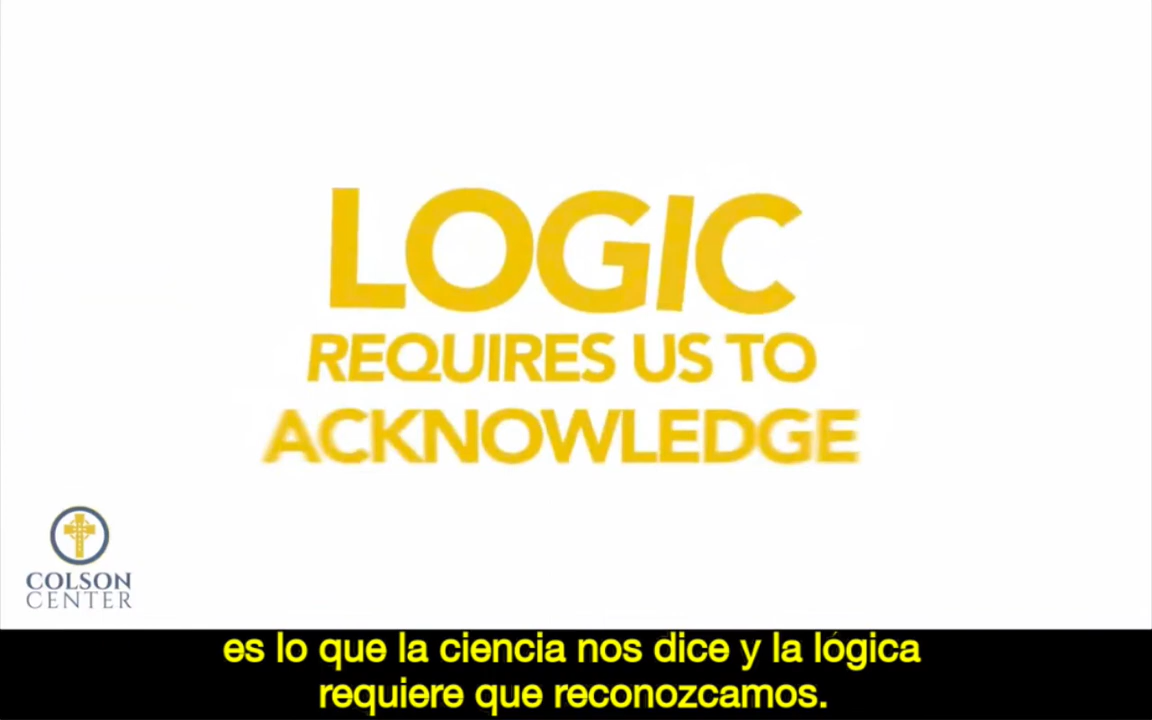 LOGIC
REQUIRES US TO
ACKNOWLEDGE
COLSON
CENTER
es lo que la ciencia nos dice y la lógica
requiere que reconozcamos.